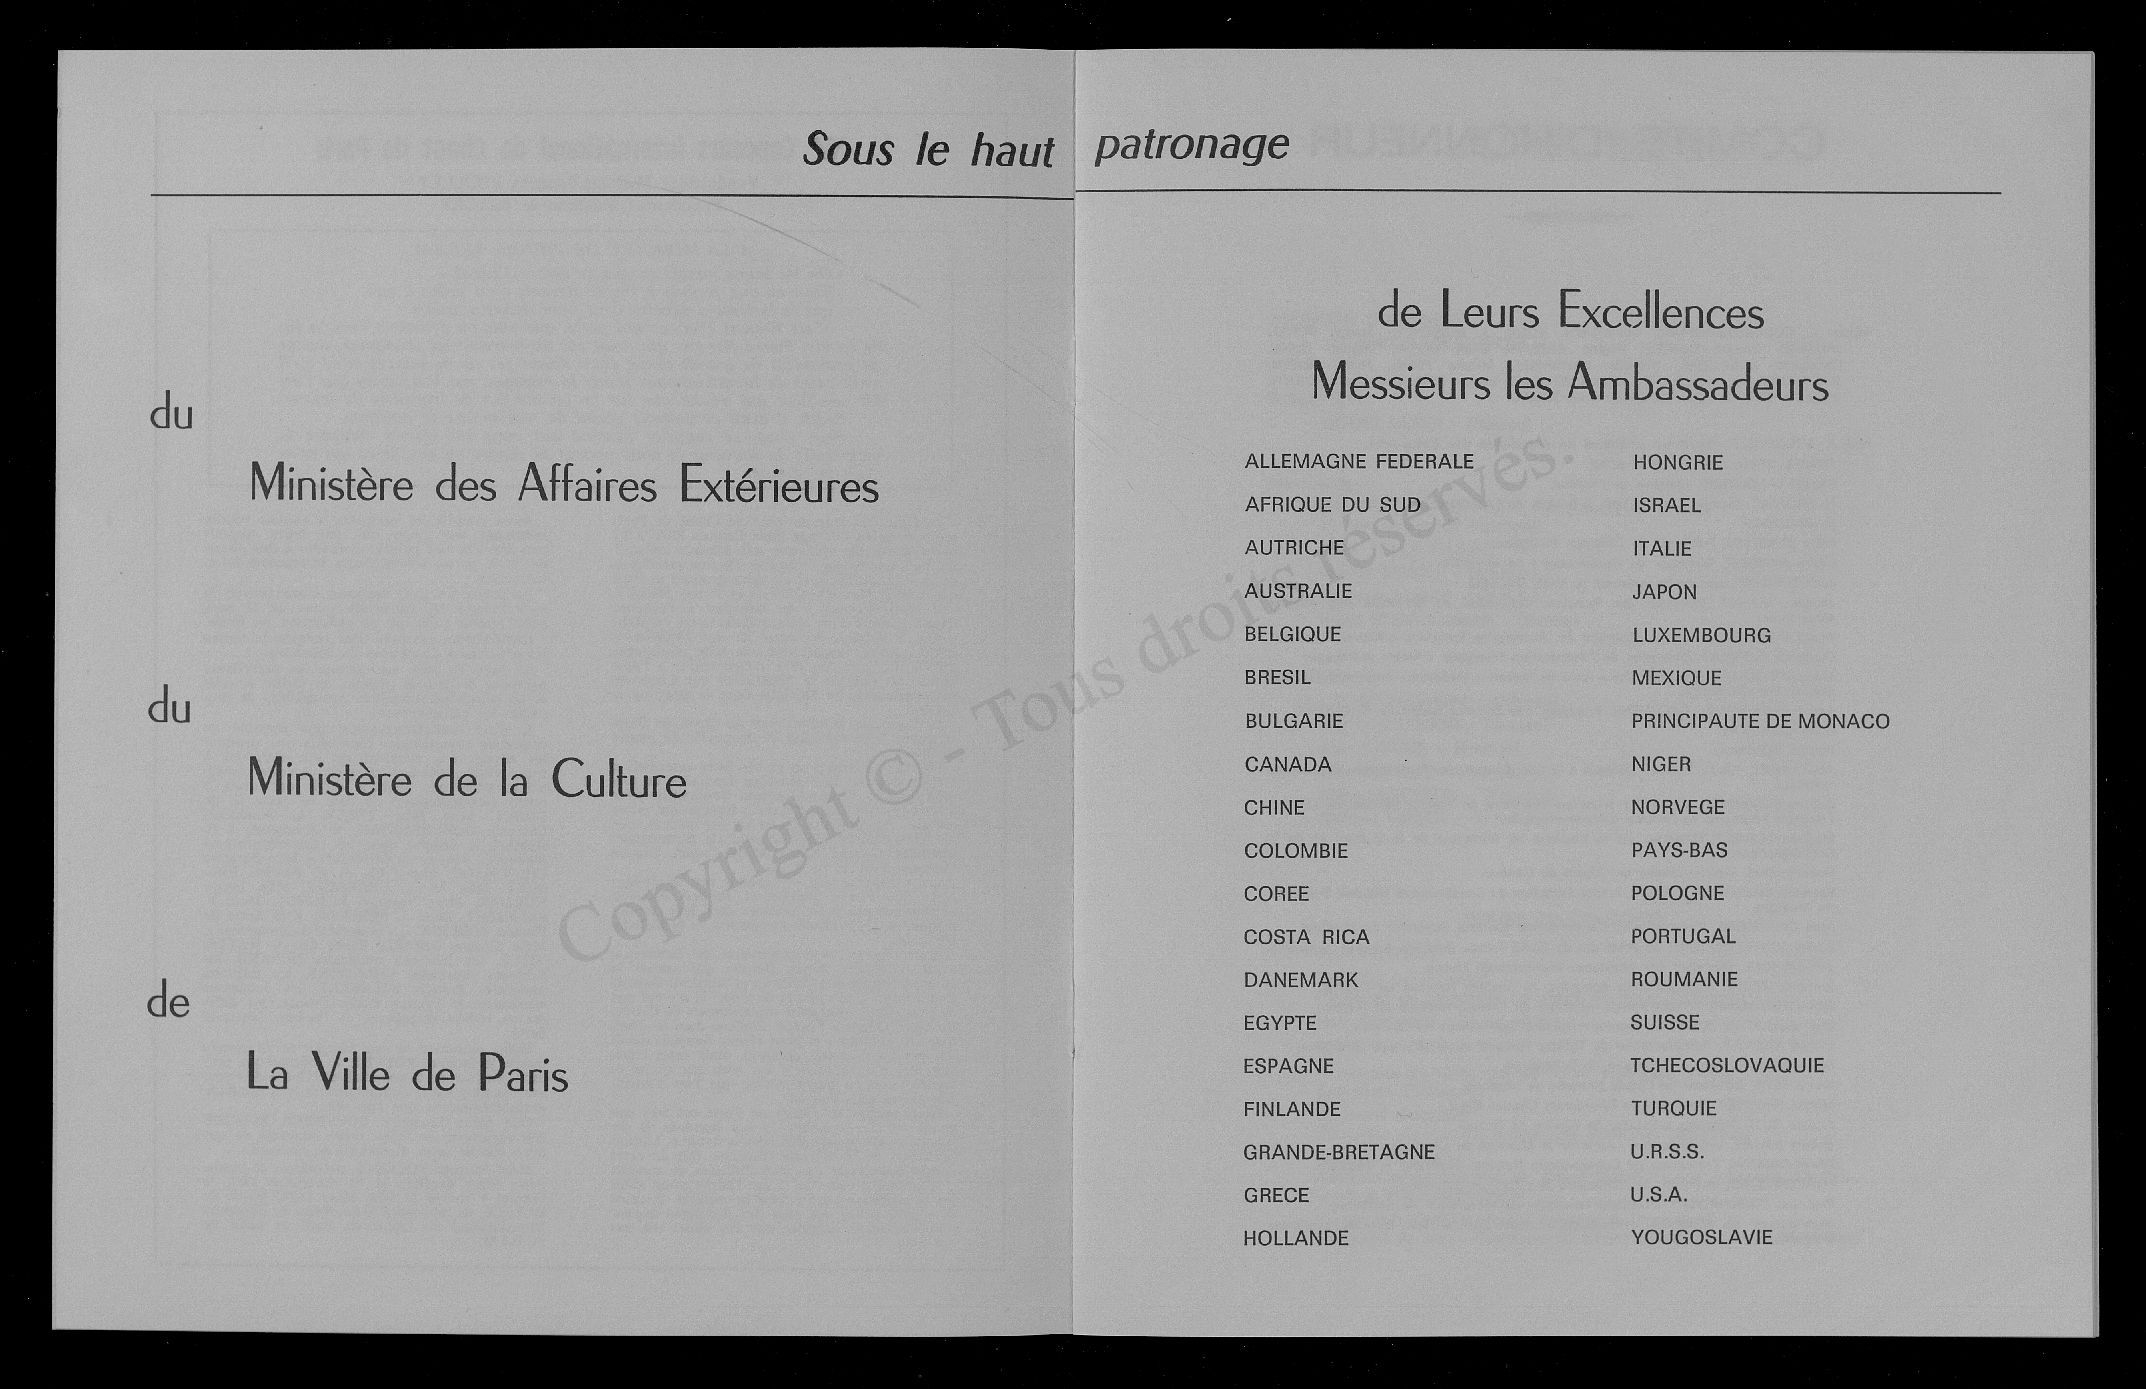 Sous le haut patronage
du
Ministère des Affaires Extérieures
du
Ministère de la Culture
de
La Ville de Paris
de Leurs Excellences
Messieurs les Ambassadeurs
ALLEMAGNE FEDERALE
AFRIQUE DU SUD
AUTRICHE
AUSTRALIE
BELGIQUE
BRESIL
BULGARIE
CANADA
CHINE
COLOMBIE
COREE
COSTA RICA
DANEMARK
EGYPTE
ESPAGNE
FINLANDE
GRANDE-BRETAGNE
GRECE
HOLLANDE
HONGRIE
ISRAEL
ITALIE
JAPON
LUXEMBOURG
MEXIQUE
PRINCIPAUTE DE MONACO
NIGER
NORVEGE
PAYS-BAS
POLOGNE
PORTUGAL
ROUMANIE
SUISSE
TCHECOSLOVAQUIE
TURQUIE
U.R.S.S.
U.S.A.
YOUGOSLAVIE
Copyright © - Tous droits réservés.